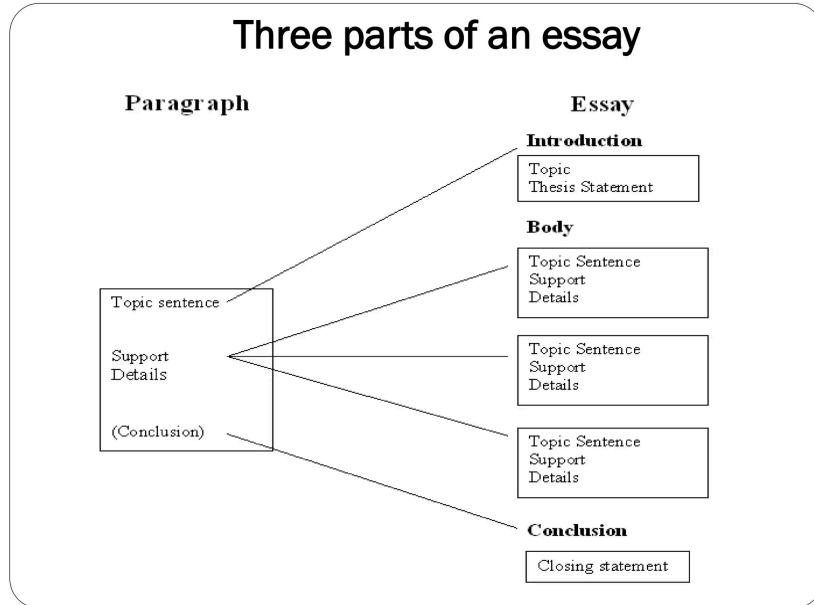 Three parts of an essay
Paragraph
Topic sentence
Support
Details
(Conclusion)
Essay
Introduction
Topic
Thesis Statement
Body
Topic Sentence
Support
Details
Topic Sentence
Support
Details
Topic Sentence
Support
Details
Conclusion
Closing statement